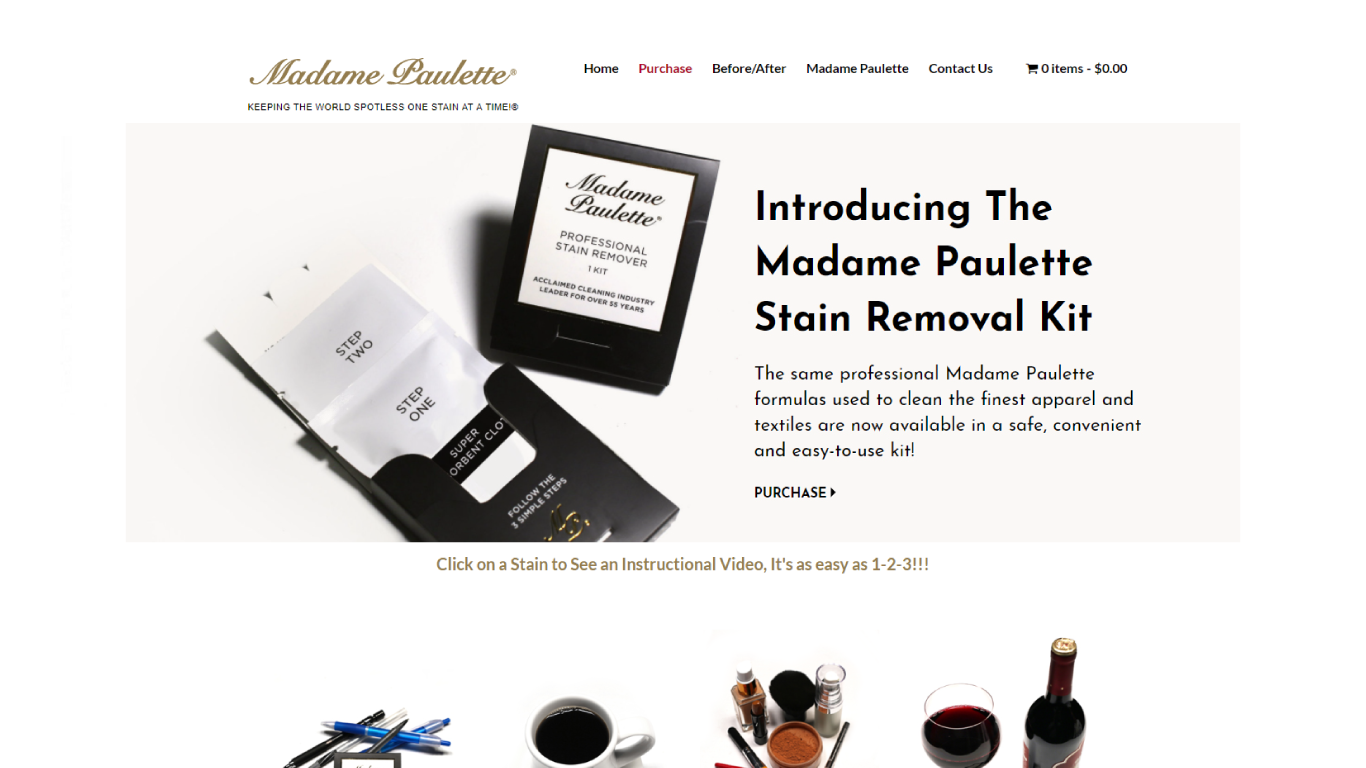 Madame Paulette®
KEEPING THE WORLD SPOTLESS ONE STAIN AT A TIME!®
Home Purchase Before/After Madame Paulette Contact Us 0 items - $0.00
Madame
Paulette®
PROFESSIONAL
STAIN REMOVER
1 KIT
ACCLAIMED CLEANING INDUSTRY
LEADER FOR OVER 55 YEARS
STEP
TWO
STEP
ONE
SUPER
ORBENT CLOT
FOLLOW THE
3 SIMPLE STEPS
Introducing The
Madame Paulette
Stain Removal Kit
The same professional Madame Paulette
formulas used to clean the finest apparel and
textiles are now available in a safe, convenient
and easy-to-use kit!
PURCHASE
Click on a Stain to See an Instructional Video, It's as easy as 1-2-3!!!